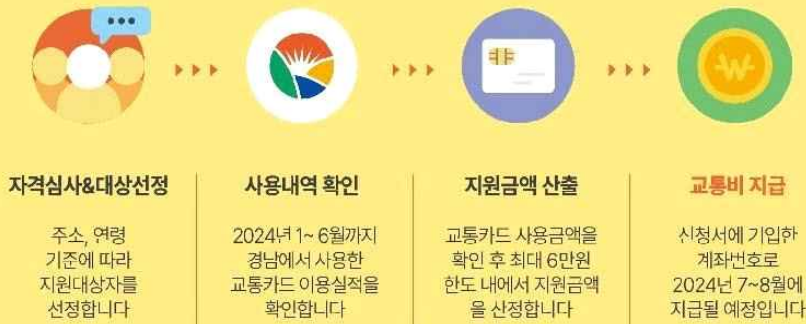 자격심사&대상선정
주소, 연령
기준에 따라
지원대상자를
선정합니다
사용내역 확인
2024년 1~ 6월까지
경남에서 사용한
교통카드 이용실적을
확인합니다
지원금액 산출
교통카드 사용금액을
확인 후 최대 6만원
한도 내에서 지원금액
을 산정합니다
교통비 지급
신청서에 기입한
계좌번호로
2024년 7~8월에
지급될 예정입니다